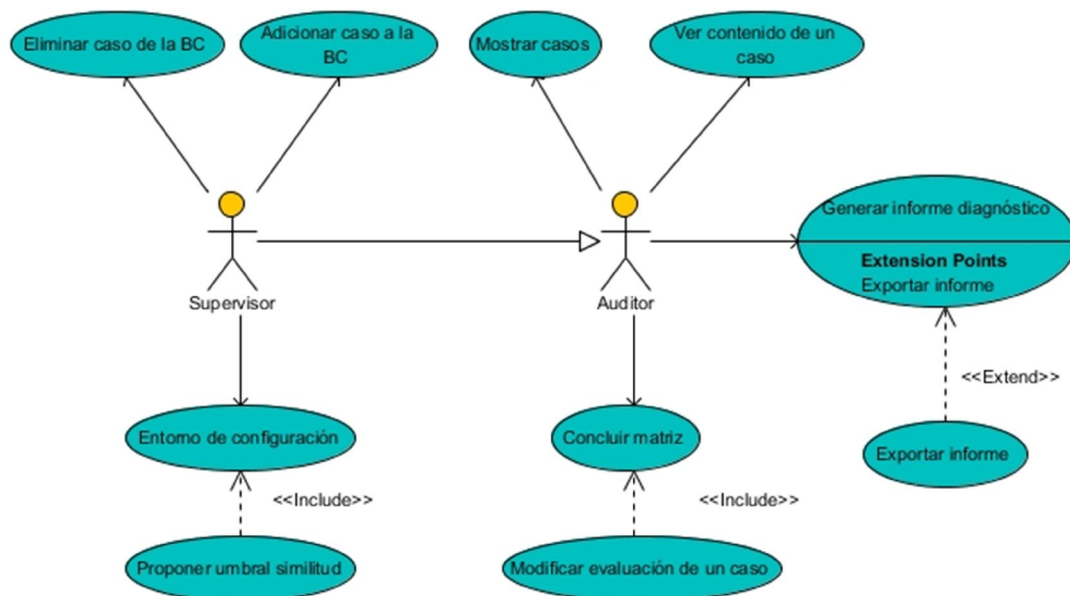 Eliminar caso de la BC
Adicionar caso a la
BC
Mostrar casos
Ver contenido de un
caso
Generar informe diagnóstico
Extension Points
Exportar informe
Supervisor
Auditor
<<Extend>>
Entorno de configuración
Concluir matriz
Exportar informe
<<Include>>
<<Include>>
Proponer umbral similitud
Modificar evaluación de un caso